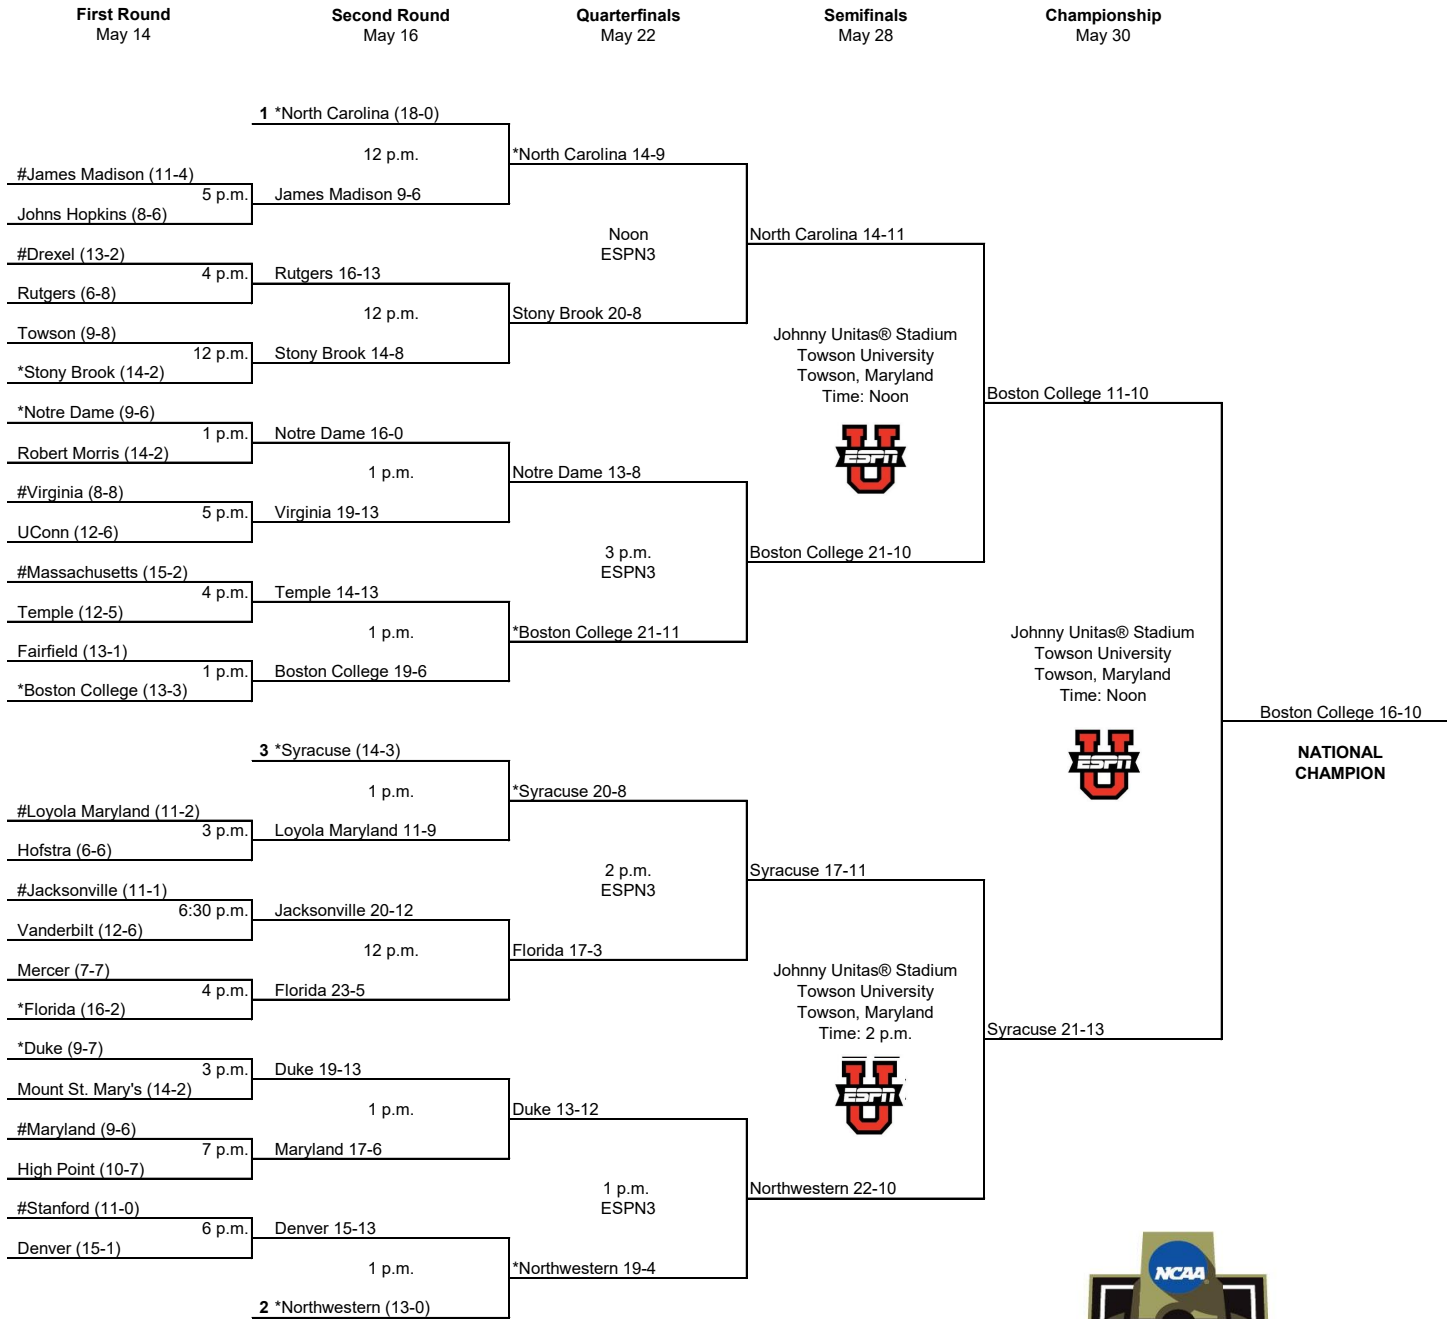 First Round
May 14
Second Round
May 16
Quarterfinals
May 22
Semifinals
May 28
Championship
May 30
1 *North Carolina (18-0)
12 p.m.
#James Madison (11-4)
5 p.m.
Johns Hopkins (8-6)
James Madison 9-6
#Drexel (13-2)
4 p.m.
Rutgers (6-8)
Rutgers 16-13
12 p.m.
Towson (9-8)
12 p.m.
*Stony Brook (14-2)
Stony Brook 14-8
*Notre Dame (9-6)
1 p.m.
Robert Morris (14-2)
Notre Dame 16-0
1 p.m.
#Virginia (8-8)
5 p.m.
UConn (12-6)
Virginia 19-13
#Massachusetts (15-2)
4 p.m.
Temple (12-5)
Temple 14-13
1 p.m.
Fairfield (13-1)
1 p.m.
*Boston College (13-3)
Boston College 19-6
*North Carolina 14-9
Noon
ESPN3
Stony Brook 20-8
Notre Dame 13-8
3 p.m.
ESPN3
*Boston College 21-11
North Carolina 14-11
Johnny Unitas® Stadium
Towson University
Towson, Maryland
Time: Noon
U
ESPN
Boston College 21-10
Boston College 11-10
3 *Syracuse (14-3)
1 p.m.
#Loyola Maryland (11-2)
3 p.m.
Hofstra (6-6)
Loyola Maryland 11-9
#Jacksonville (11-1)
6:30 p.m.
Vanderbilt (12-6)
Jacksonville 20-12
12 p.m.
Mercer (7-7)
4 p.m.
*Florida (16-2)
Florida 23-5
*Duke (9-7)
3 p.m.
Mount St. Mary's (14-2)
Duke 19-13
1 p.m.
#Maryland (9-6)
7 p.m.
High Point (10-7)
Maryland 17-6
#Stanford (11-0)
6 p.m.
Denver (15-1)
Denver 15-13
1 p.m.
2 *Northwestern (13-0)
*Syracuse 20-8
2 p.m.
ESPN3
Florida 17-3
Duke 13-12
1 p.m.
ESPN3
*Northwestern 19-4
Syracuse 17-11
Johnny Unitas® Stadium
Towson University
Towson, Maryland
Time: 2 p.m.
U
ESPN
Northwestern 22-10
Syracuse 21-13
Johnny Unitas® Stadium
Towson University
Towson, Maryland
Time: Noon
U
ESPN
Boston College 16-10
NATIONAL
CHAMPION
NCAA